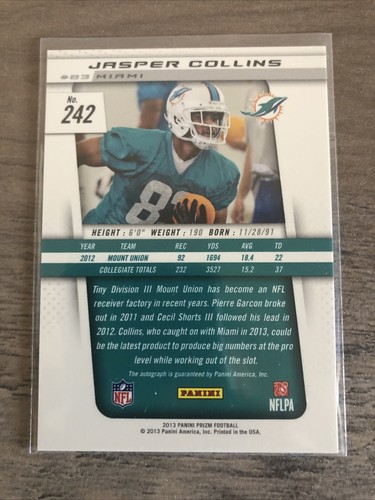 JASPER COLLINS
83 MIAMI
No.
242
HEIGHT : 6'0" WEIGHT : 190 BORN : 11/28/91
YEAR TEAM REC YDS AVG TD
2012 MOUNT UNION 92 1694 18.4 22
COLLEGIATE TOTALS 232 3527 15.2 37
Tiny Division III Mount Union has become an NFL
receiver factory in recent years. Pierre Garcon broke
out in 2011 and Cecil Shorts III followed his lead in
2012. Collins, who caught on with Miami in 2013, could
be the latest product to produce big numbers at the pro
level while working out of the slot.
The autograph is guaranteed by Panini America, Inc.
NFL
PANINI
NFLPA
2013 PANINI PRIZM FOOTBALL
© 2013 Panini America, Inc. Printed in the USA.